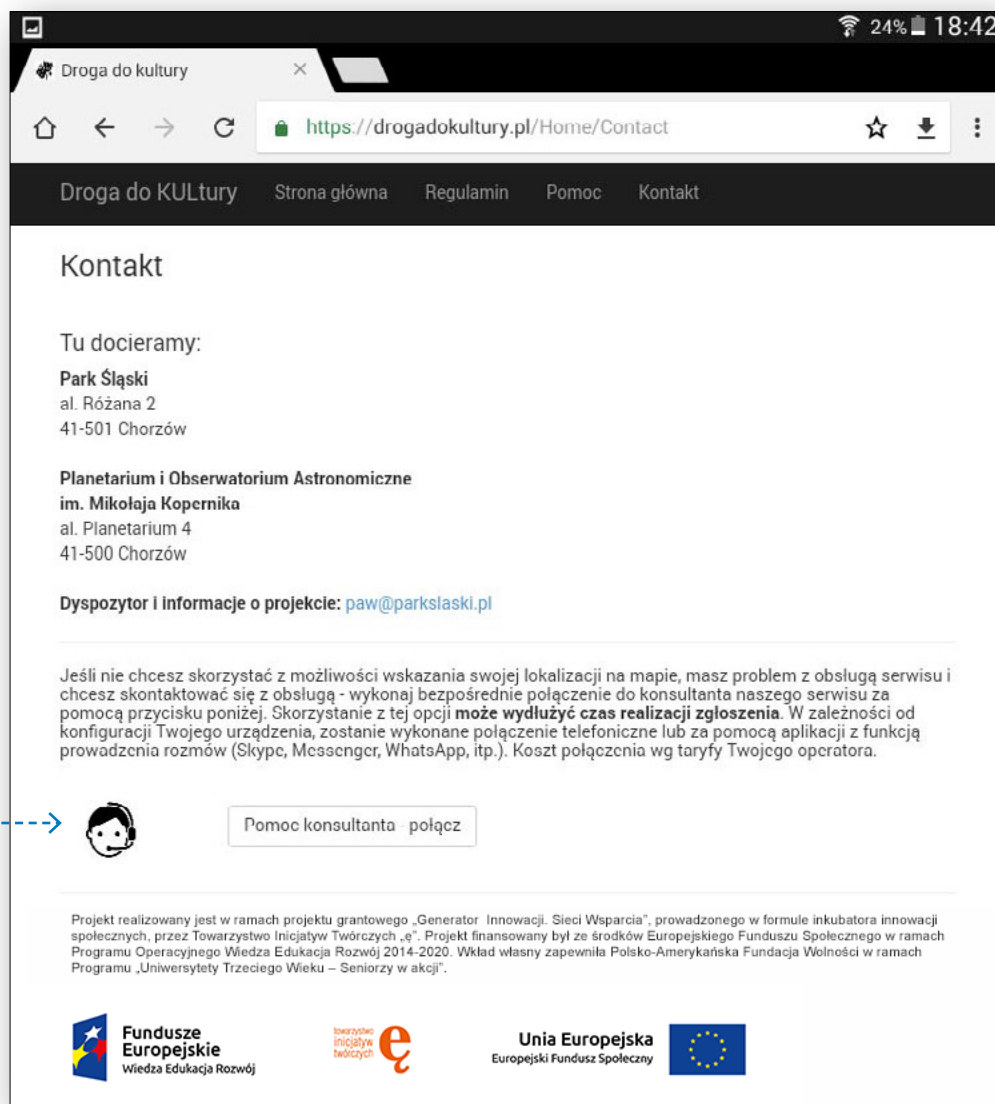 24% 18:42
Droga do kultury
https://drogadokultury.pl/Home/Contact
Droga do KULtury Strona główna Regulamin Pomoc Kontakt
Kontakt
Tu docieramy:
Park Śląski
al. Różana 2
41-501 Chorzów
Planetarium i Obserwatorium Astronomiczne
im. Mikołaja Kopernika
al. Planetarium 4
41-500 Chorzów
Dyspozytor i informacje o projekcie: paw@parkslaski.pl
Jeśli nie chcesz skorzystać z możliwości wskazania swojej lokalizacji na mapie, masz problem z obsługą serwisu i
chcesz skontaktować się z obsługą - wykonaj bezpośrednie połączenie do konsultanta naszego serwisu za
pomocą przycisku poniżej. Skorzystanie z tej opcji może wydłużyć czas realizacji zgłoszenia. W zależności od
konfiguracji Twojego urządzenia, zostanie wykonane połączenie telefoniczne lub za pomocą aplikacji z funkcją
prowadzenia rozmów (Skype, Messenger, WhatsApp, itp.). Koszt połączenia wg taryfy Twojego operatora.
Pomoc konsultanta - połącz
Projekt realizowany jest w ramach projektu grantowego „Generator Innowacji. Sieci Wsparcia”, prowadzonego w formule inkubatora innowacji
społecznych, przez Towarzystwo Inicjatyw Twórczych „ę”. Projekt finansowany był ze środków Europejskiego Funduszu Społecznego w ramach
Programu Operacyjnego Wiedza Edukacja Rozwój 2014-2020. Wkład własny zapewniła Polsko-Amerykańska Fundacja Wolności w ramach
Programu „Uniwersytety Trzeciego Wieku – Seniorzy w akcji”.
Fundusze
Europejskie
Wiedza Edukacja Rozwój
towarzystwo
inicjatyw
twórczych
ę
Unia Europejska
Europejski Fundusz Społeczny